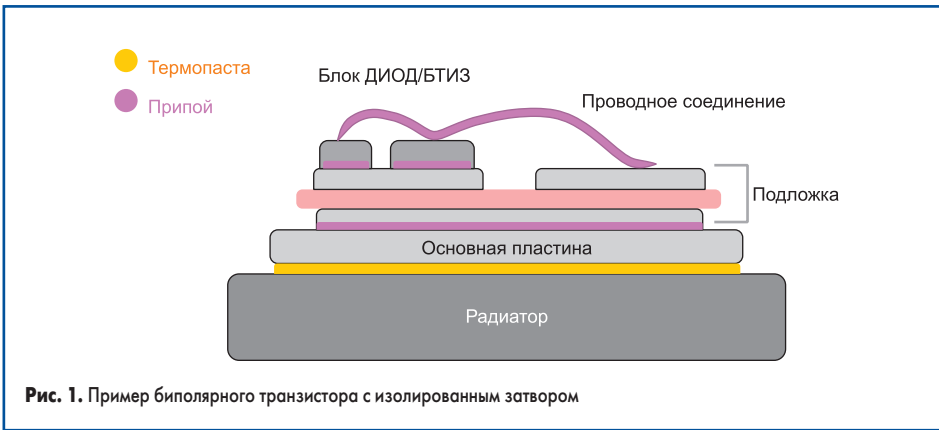 Термопаста
Припой
Блок ДИОД/БТИЗ
Проводное соединение
Подложка
Основная пластина
Радиатор
Рис. 1. Пример биполярного транзистора с изолированным затвором